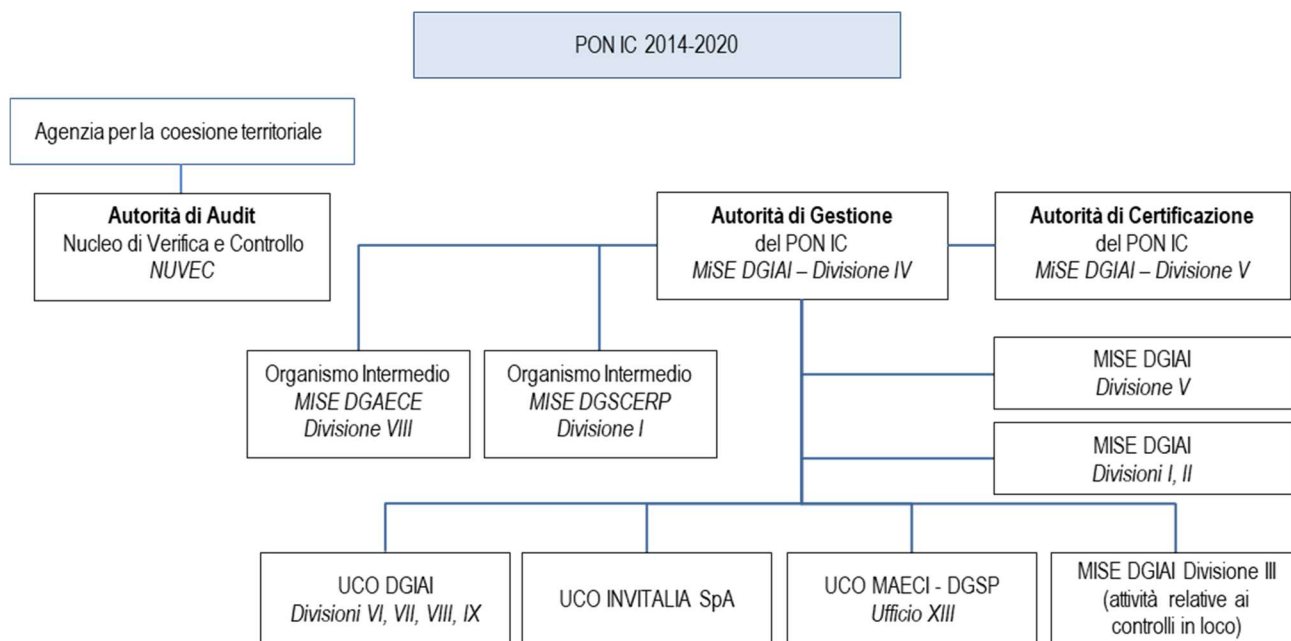 PON IC 2014-2020
Agenzia per la coesione territoriale
Autorità di Audit
Nucleo di Verifica e Controllo
NUVEC
Autorità di Gestione
del PON IC
MiSE DGIAI – Divisione IV
Autorità di Certificazione
del PON IC
MiSE DGIAI – Divisione V
Organismo Intermedio
MISE DGAECE
Divisione VIII
Organismo Intermedio
MISE DGSCERP
Divisione I
MISE DGIAI
Divisione V
MISE DGIAI
Divisioni I, II
UCO DGIAI
Divisioni VI, VII, VIII, IX
UCO INVITALIA SpA
UCO MAECI - DGSP
Ufficio XIII
MISE DGIAI Divisione III
(attività relative ai
controlli in loco)